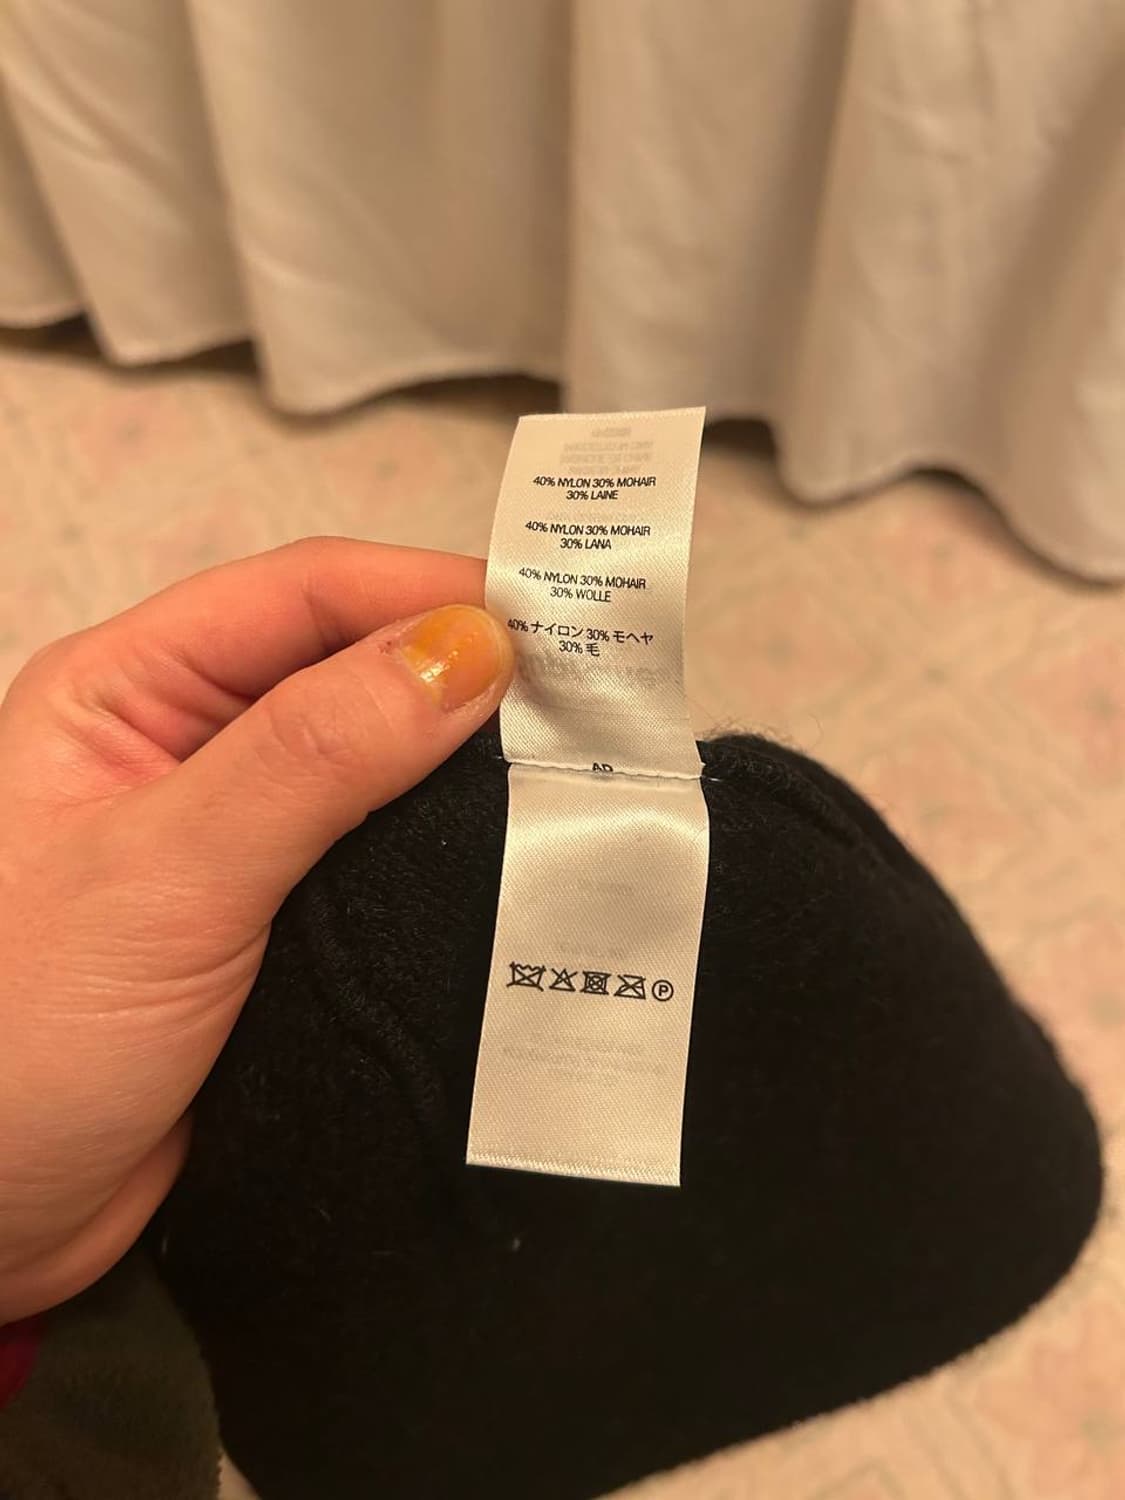 40% NYLON 30% MOHAIR
30% LAINE
40% NYLON 30% MOHAIR
30% LANA
40% NYLON 30% MOHAIR
30% WOLLE
40% ナイロン 30% モヘヤ
30% 毛
P